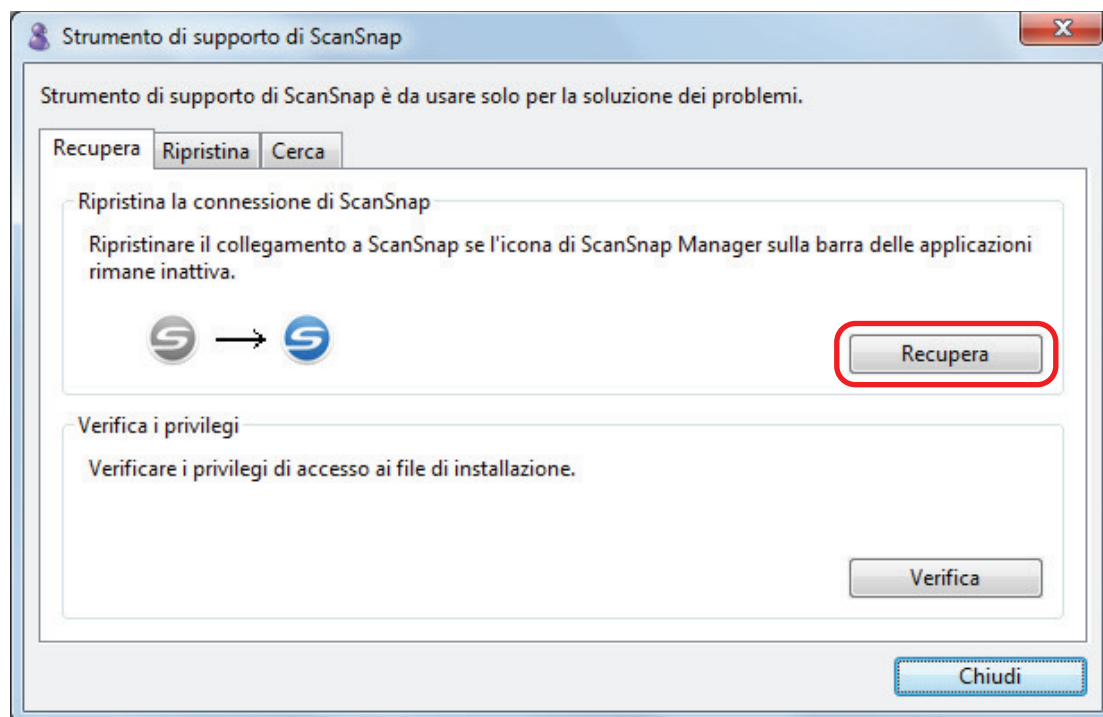 Strumento di supporto di ScanSnap
Strumento di supporto di ScanSnap è da usare solo per la soluzione dei problemi.
Recupera Ripristina Cerca
Ripristina la connessione di ScanSnap
Ripristinare il collegamento a ScanSnap se l'icona di ScanSnap Manager sulla barra delle applicazioni
rimane inattiva.
Recupera
Verifica i privilegi
Verificare i privilegi di accesso ai file di installazione.
Verifica
Chiudi